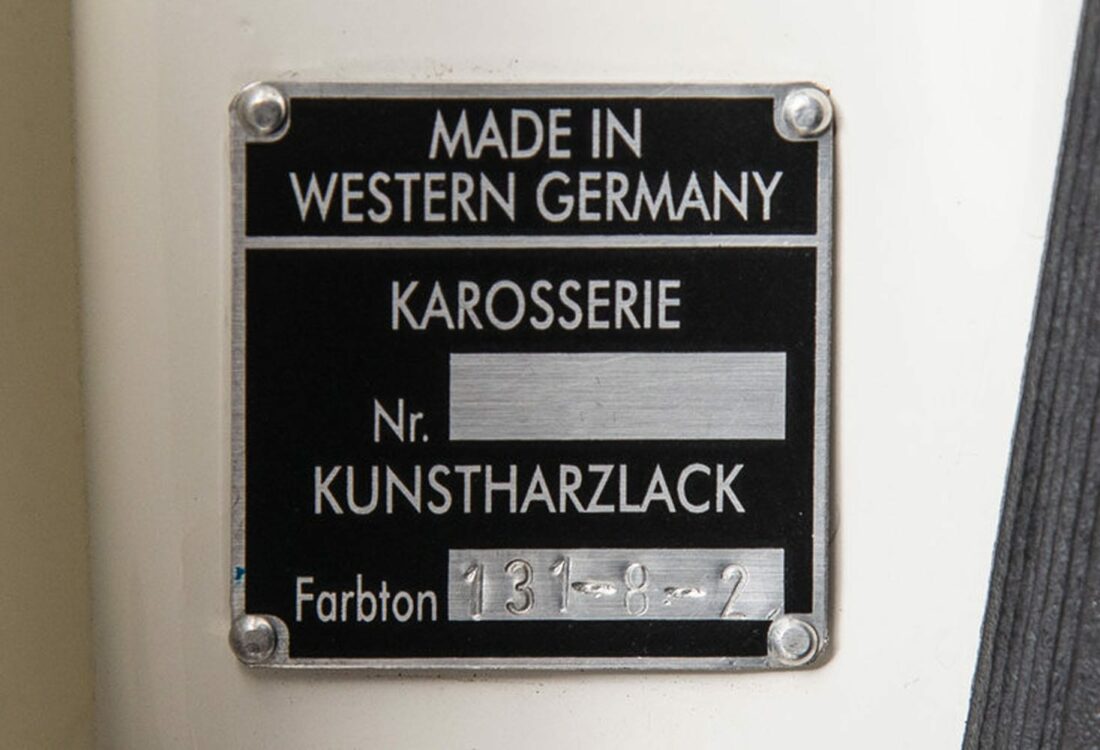 MADE IN
WESTERN GERMANY
KAROSSERIE
Nr.
KUNSTHARZLACK
Farbton 131-8-2